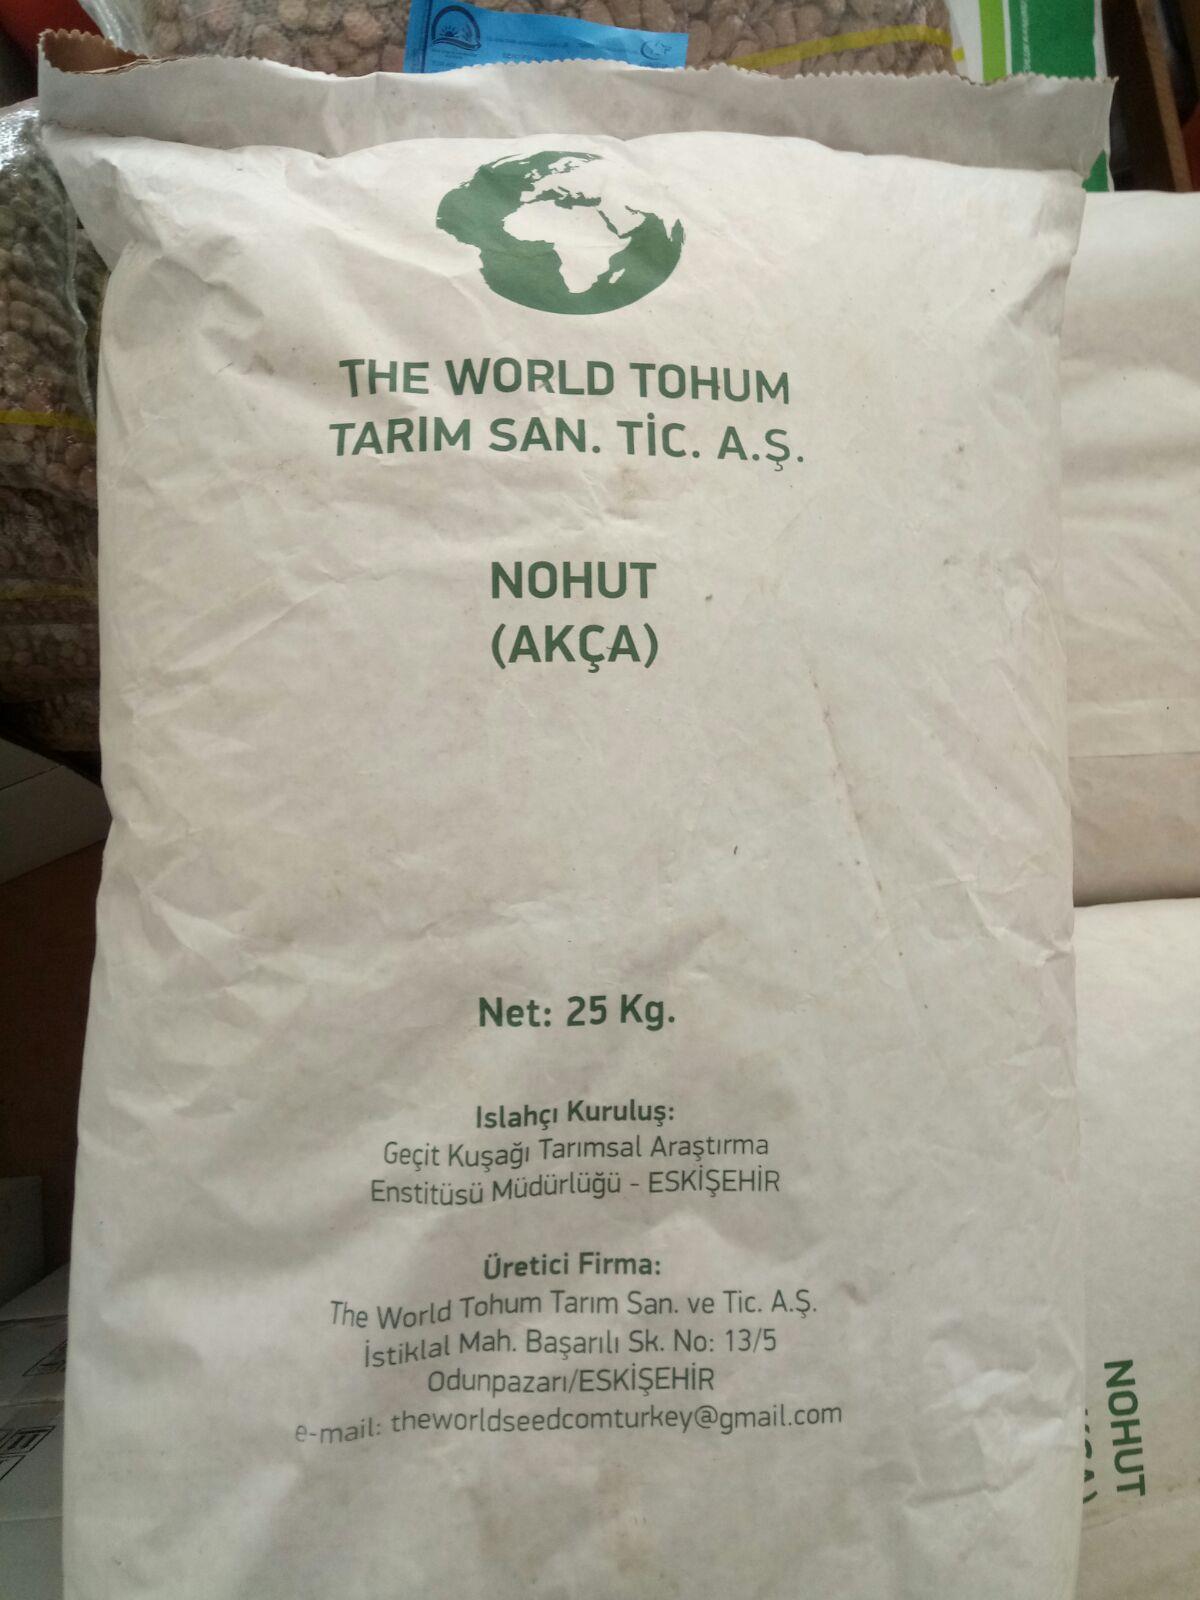 THE WORLD TOHUM
TARIM SAN. TİC. A.Ş.
NOHUT
(AKÇA)
Net: 25 Kg.
Islahçı Kuruluş:
Geçit Kuşağı Tarımsal Araştırma
Enstitüsü Müdürlüğü - ESKİŞEHİR
Üretici Firma:
The World Tohum Tarım San. ve Tic. A.Ş.
İstiklal Mah. Başarılı Sk. No: 13/5
Odunpazarı/ESKİŞEHİR
e-mail: theworldseedcomturkey@gmail.com
NOHUT